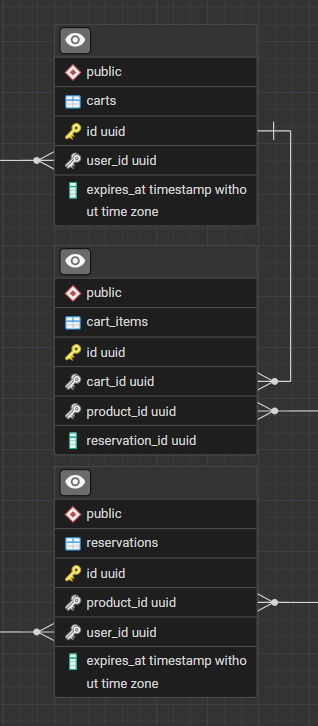 public
carts
id uuid
user_id uuid
expires_at timestamp witho
ut time zone
public
cart_items
id uuid
cart_id uuid
product_id uuid
reservation_id uuid
public
reservations
id uuid
product_id uuid
user_id uuid
expires_at timestamp witho
ut time zone